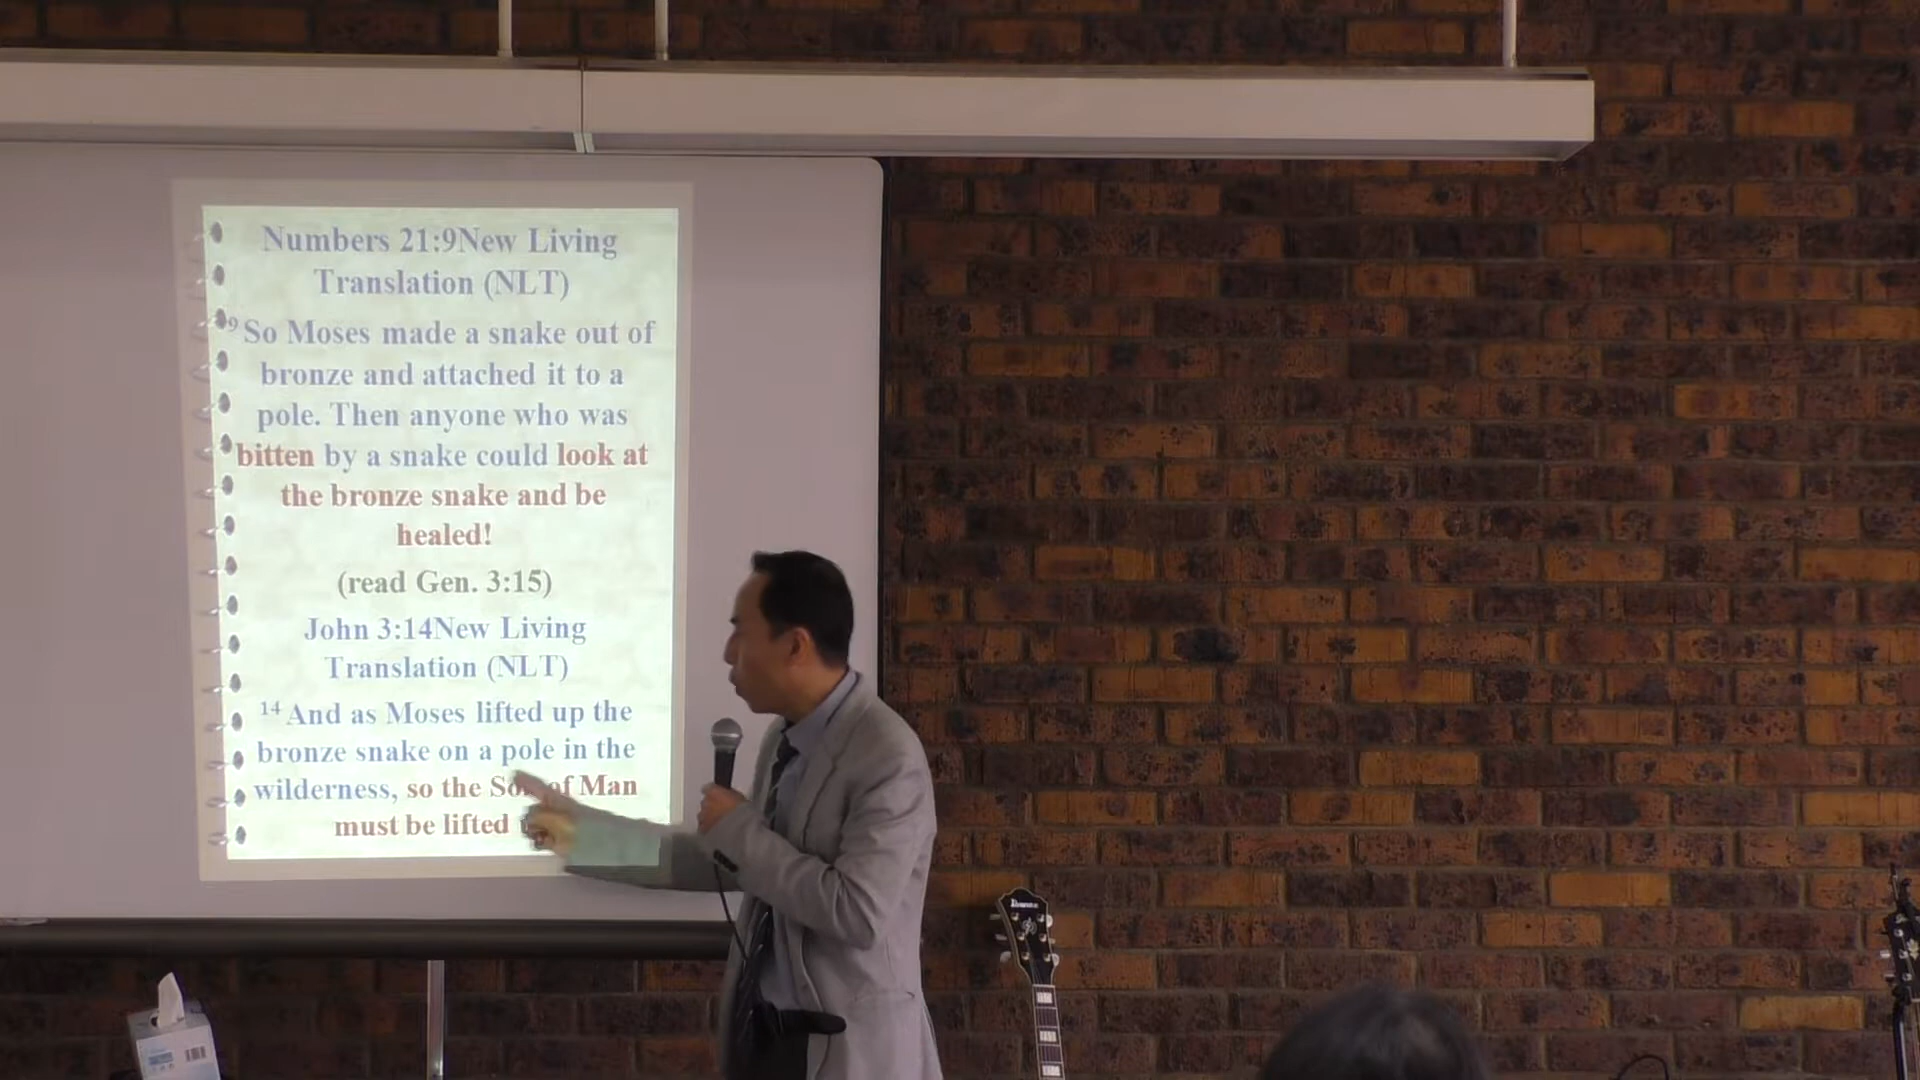 Numbers 21:9New Living
Translation (NLT)
9 So Moses made a snake out of
bronze and attached it to a
pole. Then anyone who was
bitten by a snake could look at
the bronze snake and be
healed!
(read Gen. 3:15)
John 3:14New Living
Translation (NLT)
14 And as Moses lifted up the
bronze snake on a pole in the
wilderness, so the Son of Man
must be lifted
Ibanez